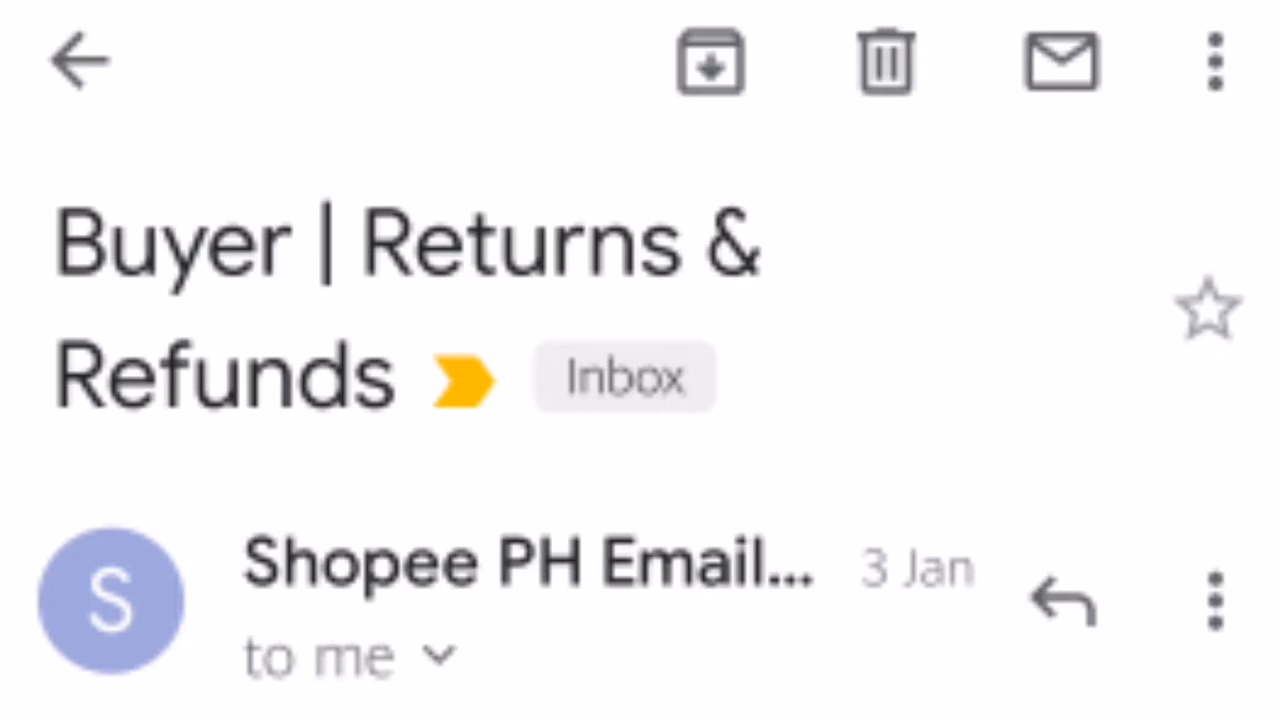 Buyer | Returns &
Refunds Inbox
S
Shopee PH Email... 3 Jan
to me